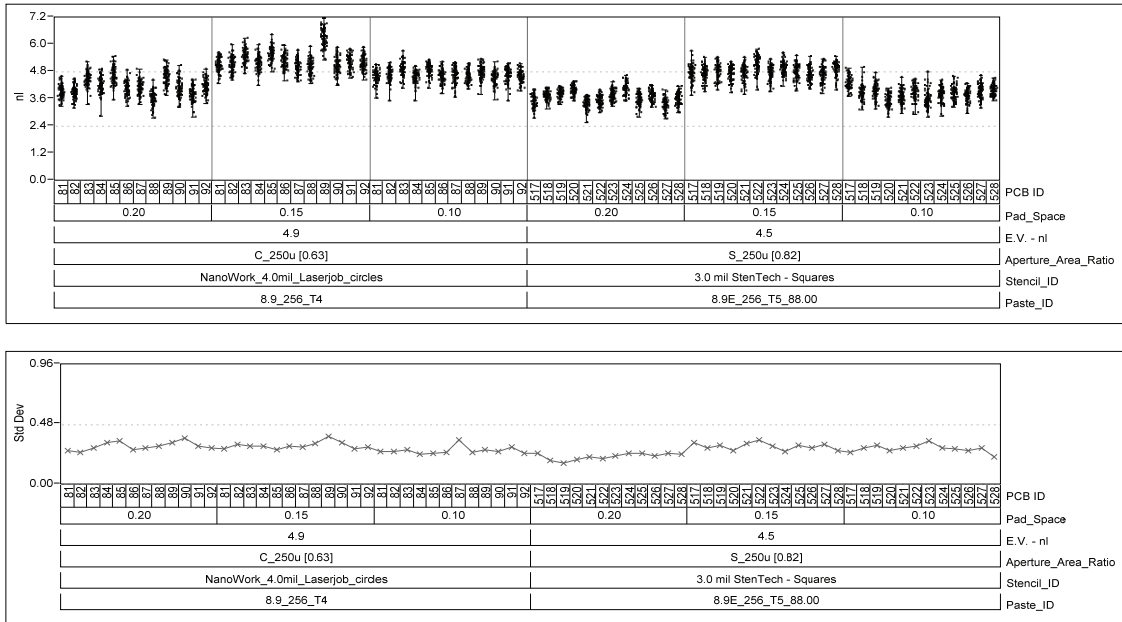 7.2
6.0
4.8
3.6
2.4
1.2
0.0
nl
81 82 83 84 85 86 87 88 89 90 91 92 81 82 83 84 85 86 87 88 89 90 91 92 81 82 83 84 85 86 87 88 89 90 91 92 517 518 519 520 521 522 523 524 525 526 527 528 517 518 519 520 521 522 523 524 525 526 527 528 517 518 519 520 521 522 523 524 525 526 527 528 PCB ID
0.20 0.15 0.10 0.20 0.15 0.10 Pad_Space
4.9 4.5 E.V. - nl
C_250u [0.63] S_250u [0.82] Aperture_Area_Ratio
NanoWork_4.0mil_Laserjob_circles 3.0 mil StenTech - Squares Stencil_ID
8.9_256_T4 8.9E_256_T5_88.00 Paste_ID
0.96
0.48
0.00
Std Dev
81 82 83 84 85 86 87 88 89 90 91 92 81 82 83 84 85 86 87 88 89 90 91 92 81 82 83 84 85 86 87 88 89 90 91 92 517 518 519 520 521 522 523 524 525 526 527 528 517 518 519 520 521 522 523 524 525 526 527 528 517 518 519 520 521 522 523 524 525 526 527 528 PCB ID
0.20 0.15 0.10 0.20 0.15 0.10 Pad_Space
4.9 4.5 E.V. - nl
C_250u [0.63] S_250u [0.82] Aperture_Area_Ratio
NanoWork_4.0mil_Laserjob_circles 3.0 mil StenTech - Squares Stencil_ID
8.9_256_T4 8.9E_256_T5_88.00 Paste_ID